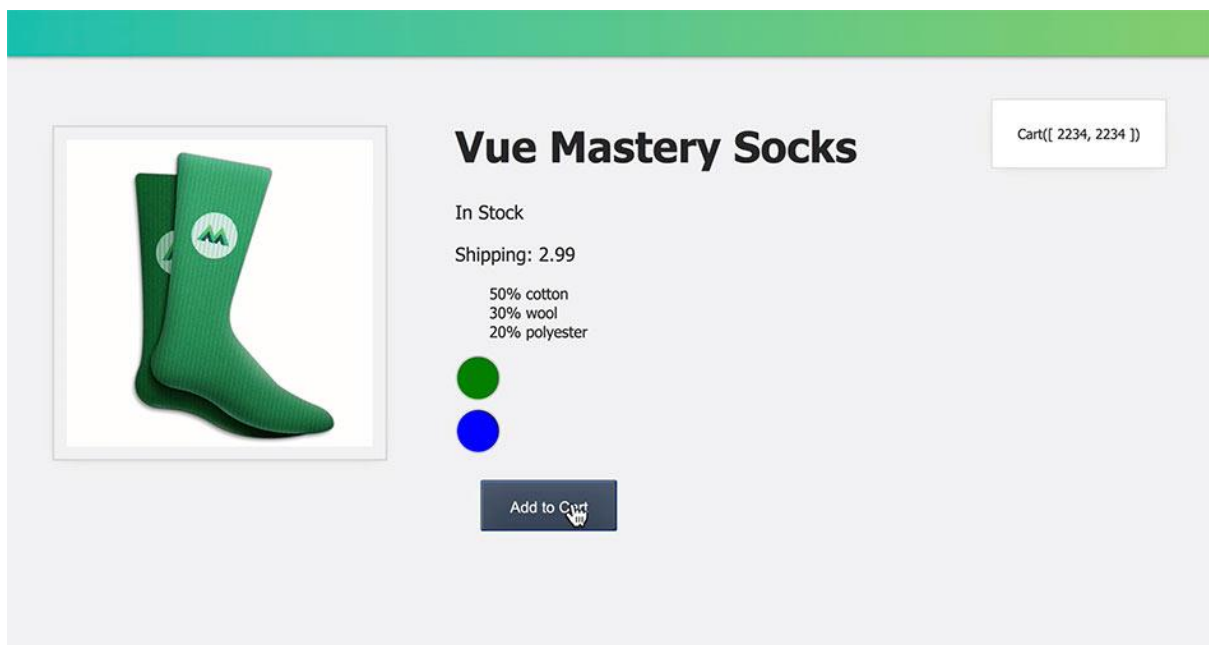 Vue Mastery Socks
Cart([ 2234, 2234 ])
In Stock
Shipping: 2.99
50% cotton
30% wool
20% polyester
Add to Cart